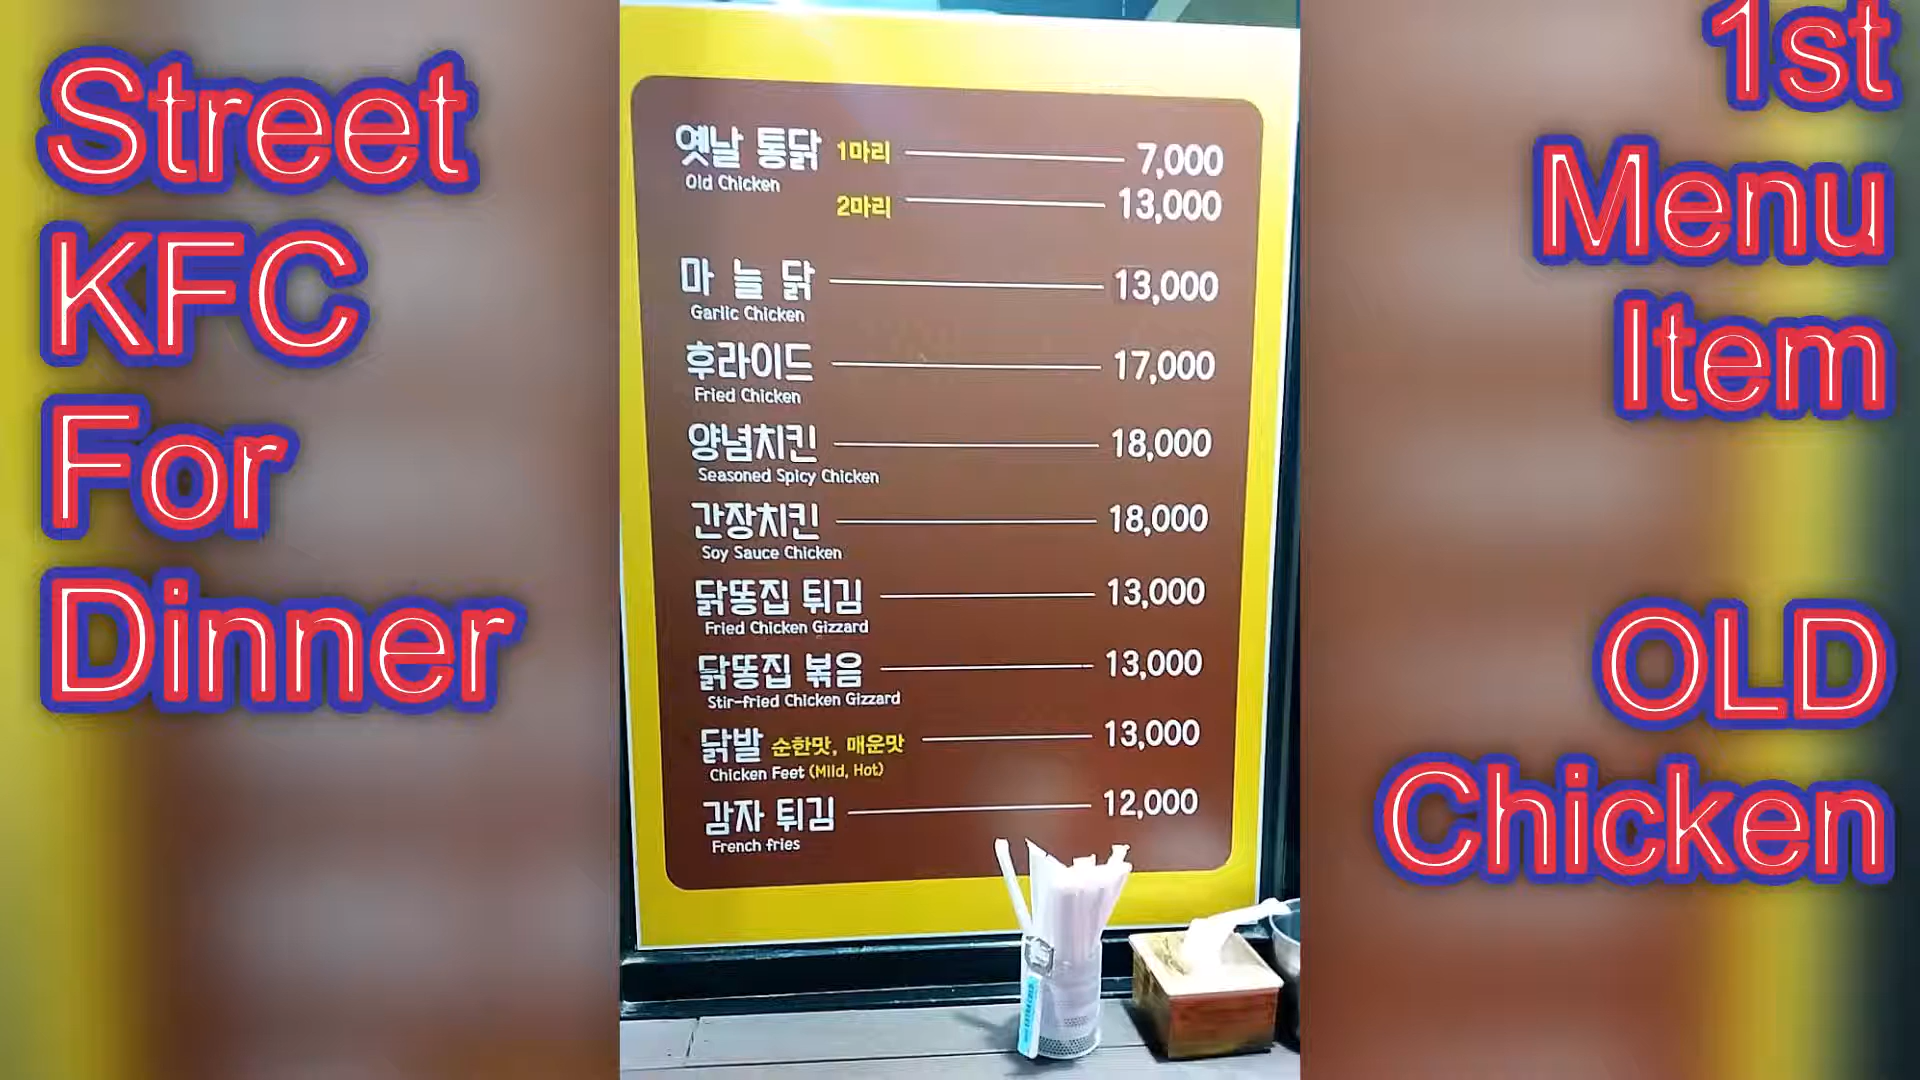 Street
KFC
For
Dinner
옛날 통닭 1마리 7,000
Old Chicken
2마리 13,000
마 늘 닭 13,000
Garlic Chicken
후라이드 17,000
Fried Chicken
양념치킨 18,000
Seasoned Spicy Chicken
간장치킨 18,000
Soy Sauce Chicken
닭똥집 튀김 13,000
Fried Chicken Gizzard
닭똥집 볶음 13,000
Stir-fried Chicken Gizzard
닭발 순한맛, 매운맛 13,000
Chicken Feet (Mild, Hot)
감자 튀김 12,000
French fries
1st
Menu
Item
OLD
Chicken